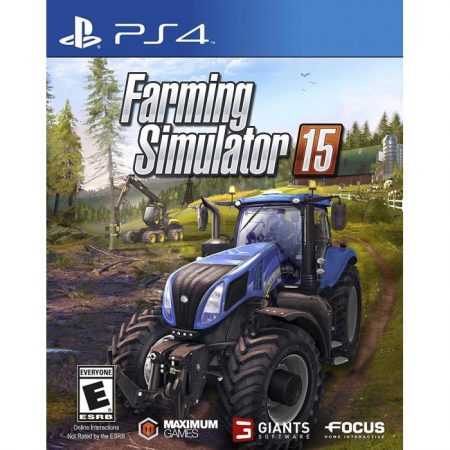 PS4
Farming
Simulator 15
EVERYONE
E
ESRB
Online Interactions
Not Rated by the ESRB
MAXIMUM
GAMES
GIANTS
SOFTWARE
FOCUS
HOME INTERACTIVE